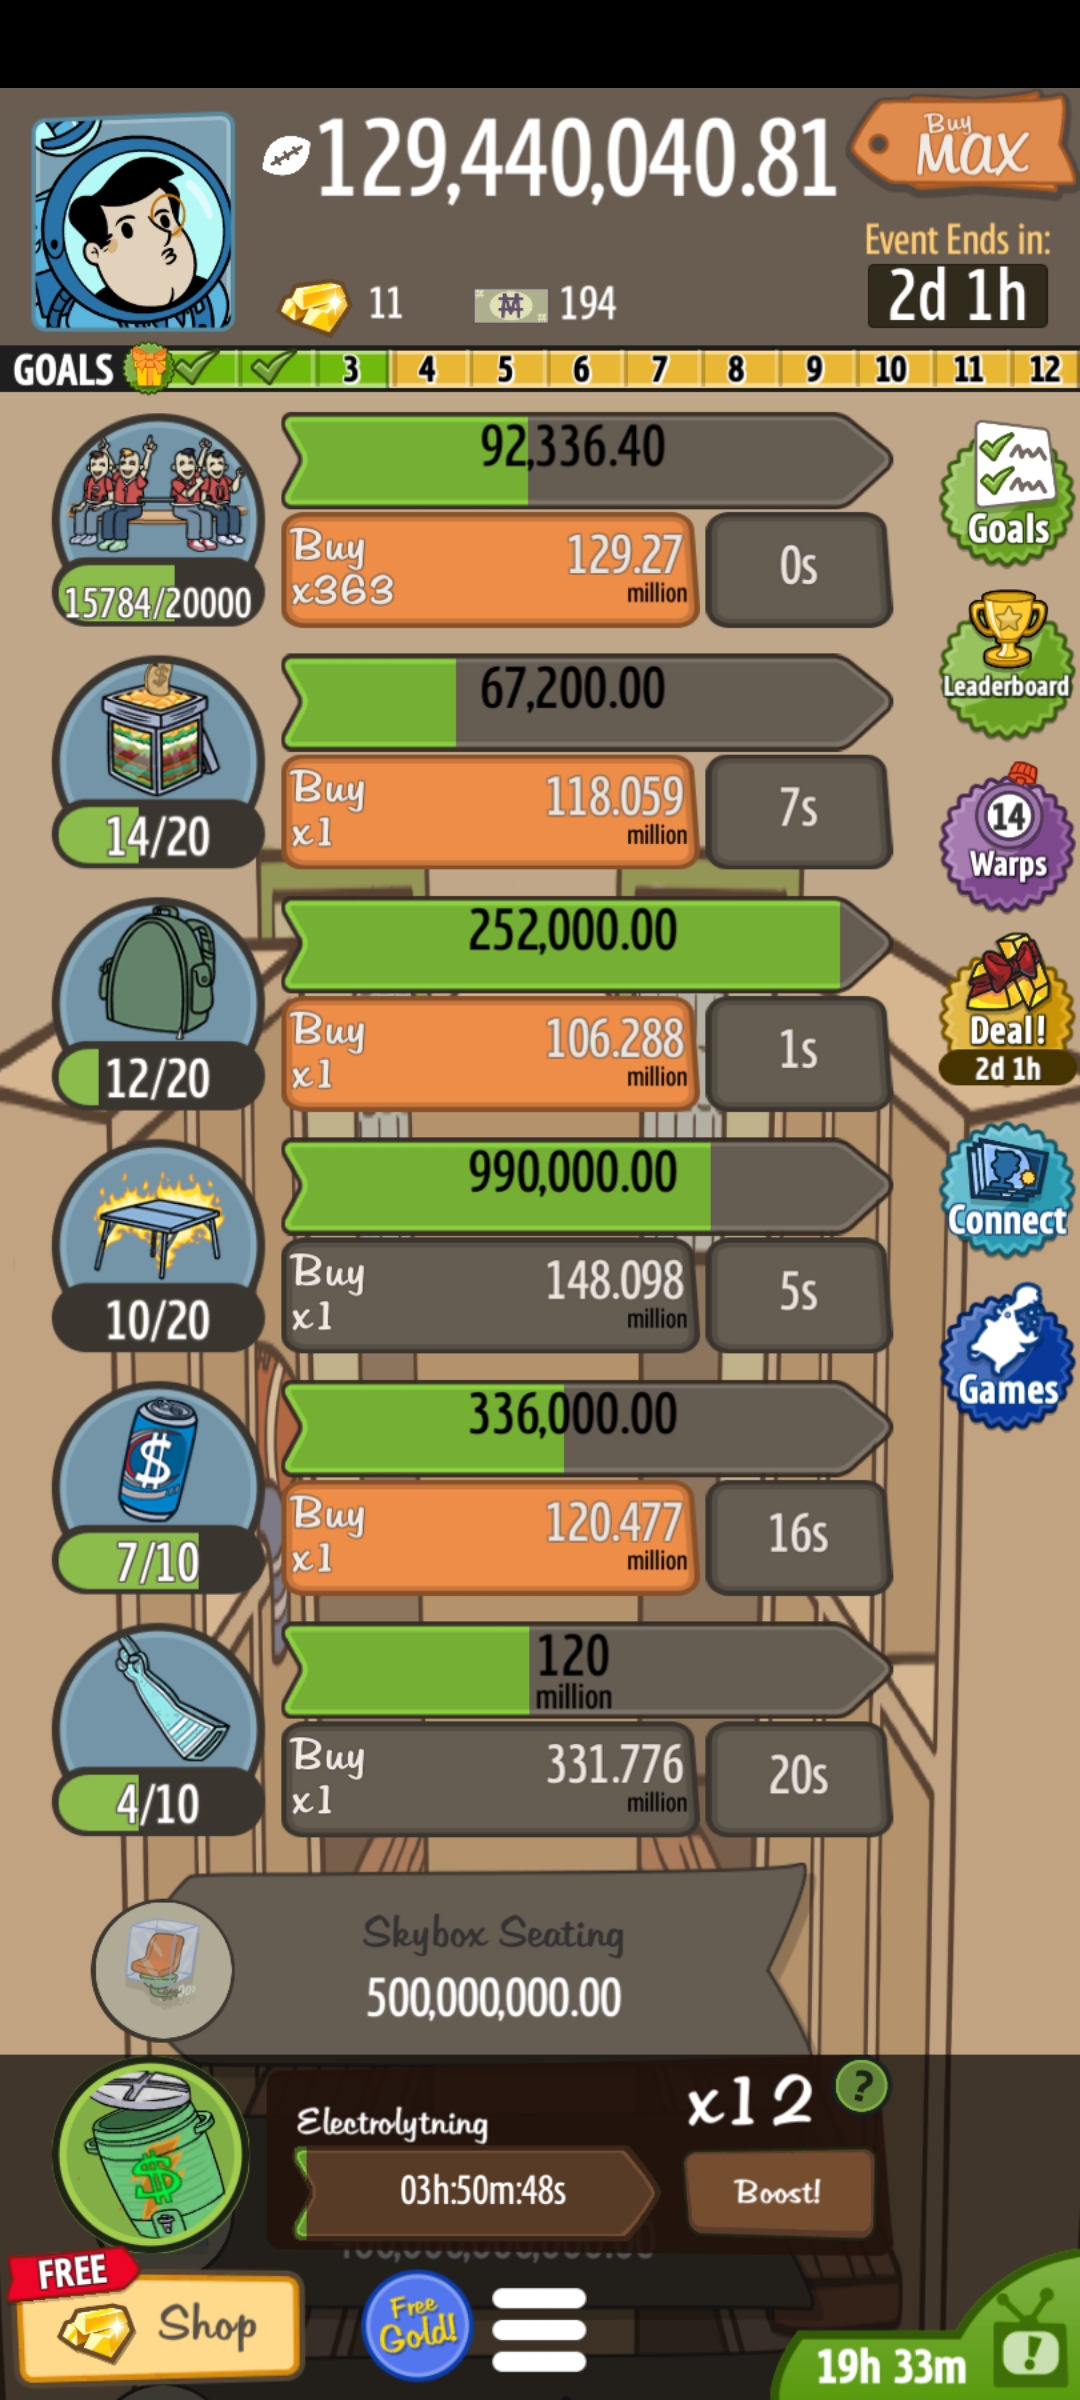 129,440,040.81
Buy
MAX
Event Ends in:
2d 1h
11
194
GOALS 3 4 5 6 7 8 9 10 11 12
92,336.40
Buy
x363
129.27
million
0s
15784/20000
Goals
67,200.00
Buy
x1
118.059
million
7s
14/20
Leaderboard
252,000.00
Buy
x1
106.288
million
1s
12/20
14
Warps
Deal!
2d 1h
990,000.00
Buy
x1
148.098
million
5s
10/20
Connect
336,000.00
Buy
x1
120.477
million
16s
$
7/10
Games
120
million
Buy
x1
331.776
million
20s
4/10
Skybox Seating
500,000,000.00
Electrolytning
x12
?
03h:50m:48s
Boost!
$
FREE
Shop
Free
Gold!
19h 33m
!